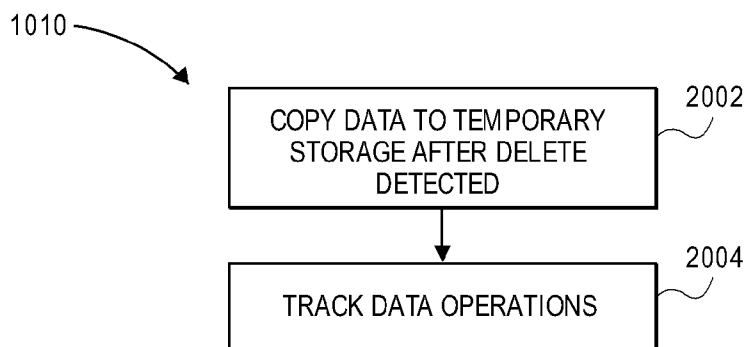 1010
2002
COPY DATA TO TEMPORARY
STORAGE AFTER DELETE
DETECTED
2004
TRACK DATA OPERATIONS